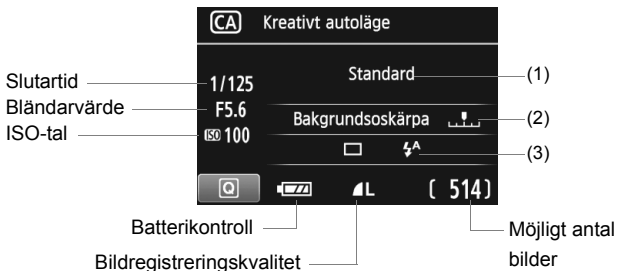 CA Kreativt autoläge
Slutartid 1/125 Standard (1)
Bländarvärde F5.6 Bakgrundsoskärpa (2)
ISO-tal ISO 100 A (3)
Q L ( 514)
Batterikontroll
Möjligt antal
bilder
Bildregistreringskvalitet